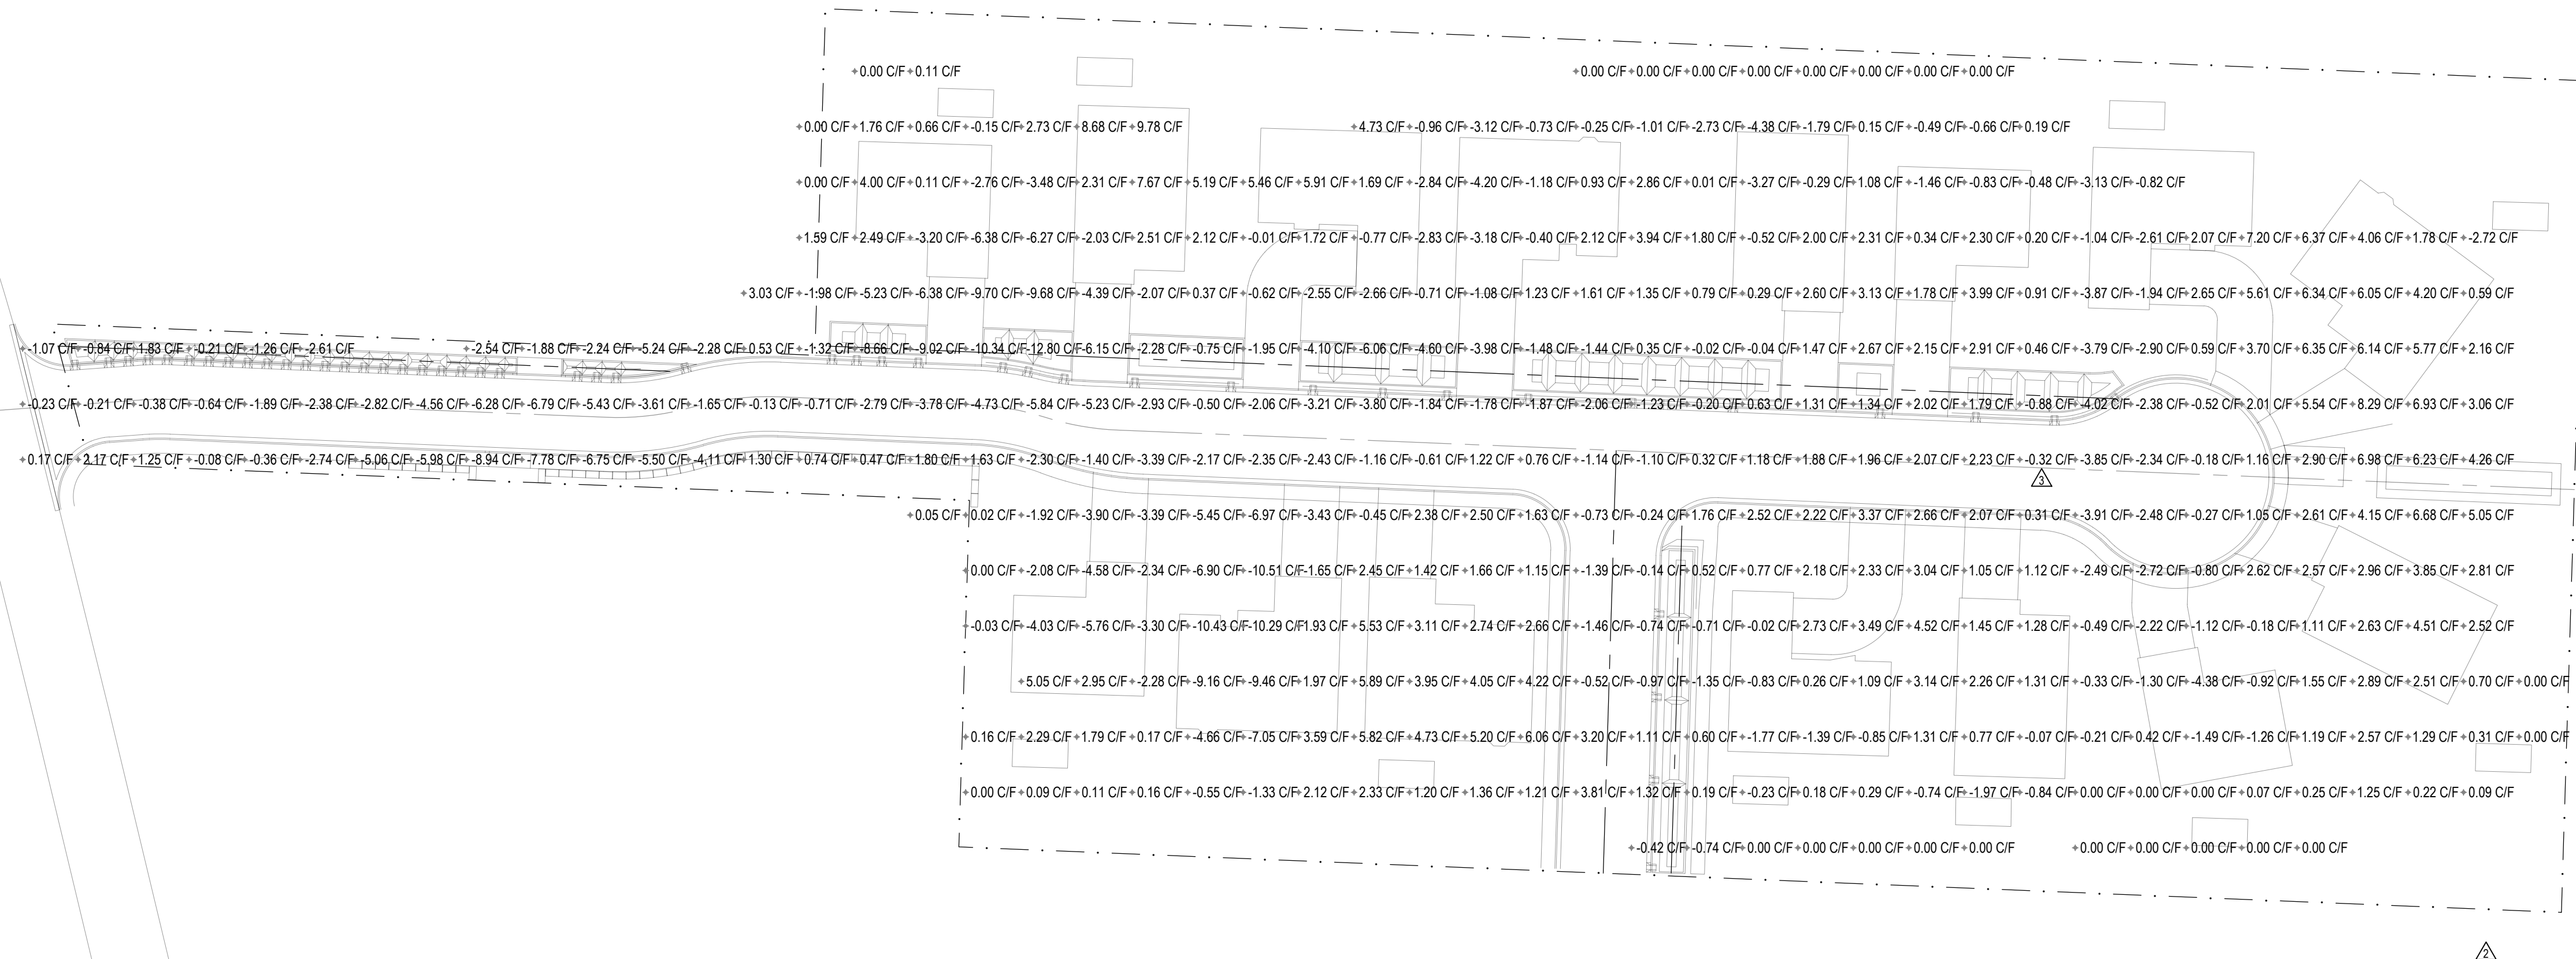 0.00 C/F 0.11 C/F 0.00 C/F 0.00 C/F 0.00 C/F 0.00 C/F 0.00 C/F 0.00 C/F 0.00 C/F 0.00 C/F
0.00 C/F 1.76 C/F 0.66 C/F -0.15 C/F 2.73 C/F 8.68 C/F 9.78 C/F 4.73 C/F -0.96 C/F -3.12 C/F -0.73 C/F -0.25 C/F -1.01 C/F -2.73 C/F -4.38 C/F -1.79 C/F 0.15 C/F -0.49 C/F -0.66 C/F 0.19 C/F
0.00 C/F 4.00 C/F 0.11 C/F -2.76 C/F -3.48 C/F 2.31 C/F 7.67 C/F 5.19 C/F 5.46 C/F 5.91 C/F 1.69 C/F -2.84 C/F -4.20 C/F -1.18 C/F 0.93 C/F 2.86 C/F 0.01 C/F -3.27 C/F -0.29 C/F 1.08 C/F -1.46 C/F -0.83 C/F -0.48 C/F -3.13 C/F -0.82 C/F
1.59 C/F 2.49 C/F -3.20 C/F -6.38 C/F -6.27 C/F -2.03 C/F 2.51 C/F 2.12 C/F -0.01 C/F 1.72 C/F -0.77 C/F -2.83 C/F -3.18 C/F -0.40 C/F 2.12 C/F 3.94 C/F 1.80 C/F -0.52 C/F 2.00 C/F 2.31 C/F 0.34 C/F 2.30 C/F 0.20 C/F -1.04 C/F -2.61 C/F 2.07 C/F 7.20 C/F 6.37 C/F 4.06 C/F 1.78 C/F -2.72 C/F
3.03 C/F -1.98 C/F -5.23 C/F -6.38 C/F -9.70 C/F -9.68 C/F -4.39 C/F -2.07 C/F 0.37 C/F -0.62 C/F -2.55 C/F -2.66 C/F -0.71 C/F -1.08 C/F 1.23 C/F 1.61 C/F 1.35 C/F 0.79 C/F 0.29 C/F 2.60 C/F 3.13 C/F 1.78 C/F 3.99 C/F 0.91 C/F -3.87 C/F -1.94 C/F 2.65 C/F 5.61 C/F 6.34 C/F 6.05 C/F 4.20 C/F 0.59 C/F
-1.07 C/F -0.84 C/F 1.83 C/F -0.21 C/F -1.26 C/F -2.61 C/F -2.54 C/F -1.88 C/F -2.24 C/F -5.24 C/F -2.28 C/F 0.53 C/F -1.32 C/F -8.66 C/F -9.02 C/F -10.34 C/F -12.80 C/F -6.15 C/F -2.28 C/F -0.75 C/F -1.95 C/F -4.10 C/F -6.06 C/F -4.60 C/F -3.98 C/F -1.48 C/F -1.44 C/F 0.35 C/F -0.02 C/F -0.04 C/F 1.47 C/F 2.67 C/F 2.15 C/F 2.91 C/F 0.46 C/F -3.79 C/F -2.90 C/F 0.59 C/F 3.70 C/F 6.35 C/F 6.14 C/F 5.77 C/F 2.16 C/F
-0.23 C/F -0.21 C/F -0.38 C/F -0.64 C/F -1.89 C/F -2.38 C/F -2.82 C/F -4.56 C/F -6.28 C/F -6.79 C/F -5.43 C/F -3.61 C/F -1.65 C/F -0.13 C/F -0.71 C/F -2.79 C/F -3.78 C/F -4.73 C/F -5.84 C/F -5.23 C/F -2.93 C/F -0.50 C/F -2.06 C/F -3.21 C/F -3.80 C/F -1.84 C/F -1.78 C/F -1.87 C/F -2.06 C/F -1.23 C/F -0.20 C/F 0.63 C/F 1.31 C/F 1.34 C/F 2.02 C/F 1.79 C/F -0.88 C/F -4.02 C/F -2.38 C/F -0.52 C/F 2.01 C/F 5.54 C/F 8.29 C/F 6.93 C/F 3.06 C/F
0.17 C/F 2.17 C/F 1.25 C/F -0.08 C/F -0.36 C/F -2.74 C/F -5.06 C/F -5.98 C/F -8.94 C/F -7.78 C/F -6.75 C/F -5.50 C/F -4.11 C/F 1.30 C/F 0.74 C/F 0.47 C/F 1.80 C/F 1.63 C/F -2.30 C/F -1.40 C/F -3.39 C/F -2.17 C/F -2.35 C/F -2.43 C/F -1.16 C/F -0.61 C/F 1.22 C/F 0.76 C/F -1.14 C/F -1.10 C/F 0.32 C/F 1.18 C/F 1.88 C/F 1.96 C/F 2.07 C/F 2.23 C/F -0.32 C/F -3.85 C/F -2.34 C/F -0.18 C/F 1.16 C/F 2.90 C/F 6.98 C/F 6.23 C/F 4.26 C/F
3
0.05 C/F 0.02 C/F -1.92 C/F -3.90 C/F -3.39 C/F -5.45 C/F -6.97 C/F -3.43 C/F -0.45 C/F 2.38 C/F 2.50 C/F 1.63 C/F -0.73 C/F -0.24 C/F 1.76 C/F 2.52 C/F 2.22 C/F 3.37 C/F 2.66 C/F 2.07 C/F 0.31 C/F -3.91 C/F -2.48 C/F -0.27 C/F 1.05 C/F 2.61 C/F 4.15 C/F 6.68 C/F 5.05 C/F
0.00 C/F -2.08 C/F -4.58 C/F -2.34 C/F -6.90 C/F -10.51 C/F -1.65 C/F 2.45 C/F 1.42 C/F 1.66 C/F 1.15 C/F -1.39 C/F -0.14 C/F 0.52 C/F 0.77 C/F 2.18 C/F 2.33 C/F 3.04 C/F 1.05 C/F 1.12 C/F -2.49 C/F -2.72 C/F -0.80 C/F 2.62 C/F 2.57 C/F 2.96 C/F 3.85 C/F 2.81 C/F
-0.03 C/F -4.03 C/F -5.76 C/F -3.30 C/F -10.43 C/F -10.29 C/F 1.93 C/F 5.53 C/F 3.11 C/F 2.74 C/F 2.66 C/F -1.46 C/F -0.74 C/F -0.71 C/F -0.02 C/F 2.73 C/F 3.49 C/F 4.52 C/F 1.45 C/F 1.28 C/F -0.49 C/F -2.22 C/F -1.12 C/F -0.18 C/F 1.11 C/F 2.63 C/F 4.51 C/F 2.52 C/F
5.05 C/F 2.95 C/F -2.28 C/F -9.16 C/F -9.46 C/F 1.97 C/F 5.89 C/F 3.95 C/F 4.05 C/F 4.22 C/F -0.52 C/F -0.97 C/F -1.35 C/F -0.83 C/F 0.26 C/F 1.09 C/F 3.14 C/F 2.26 C/F 1.31 C/F -0.33 C/F -1.30 C/F -4.38 C/F -0.92 C/F 1.55 C/F 2.89 C/F 2.51 C/F 0.70 C/F 0.00 C/F
0.16 C/F 2.29 C/F 1.79 C/F 0.17 C/F -4.66 C/F -7.05 C/F 3.59 C/F 5.82 C/F 4.73 C/F 5.20 C/F 6.06 C/F 3.20 C/F 1.11 C/F 0.60 C/F -1.77 C/F -1.39 C/F -0.85 C/F 1.31 C/F 0.77 C/F -0.07 C/F -0.21 C/F 0.42 C/F -1.49 C/F -1.26 C/F 1.19 C/F 2.57 C/F 1.29 C/F 0.31 C/F 0.00 C/F
0.00 C/F 0.09 C/F 0.11 C/F 0.16 C/F -0.55 C/F -1.33 C/F 2.12 C/F 2.33 C/F 1.20 C/F 1.36 C/F 1.21 C/F 3.81 C/F 1.32 C/F 0.19 C/F -0.23 C/F 0.18 C/F 0.29 C/F -0.74 C/F -1.97 C/F -0.84 C/F 0.00 C/F 0.00 C/F 0.00 C/F 0.07 C/F 0.25 C/F 1.25 C/F 0.22 C/F 0.09 C/F
-0.42 C/F -0.74 C/F 0.00 C/F 0.00 C/F 0.00 C/F 0.00 C/F 0.00 C/F 0.00 C/F 0.00 C/F 0.00 C/F 0.00 C/F 0.00 C/F
2